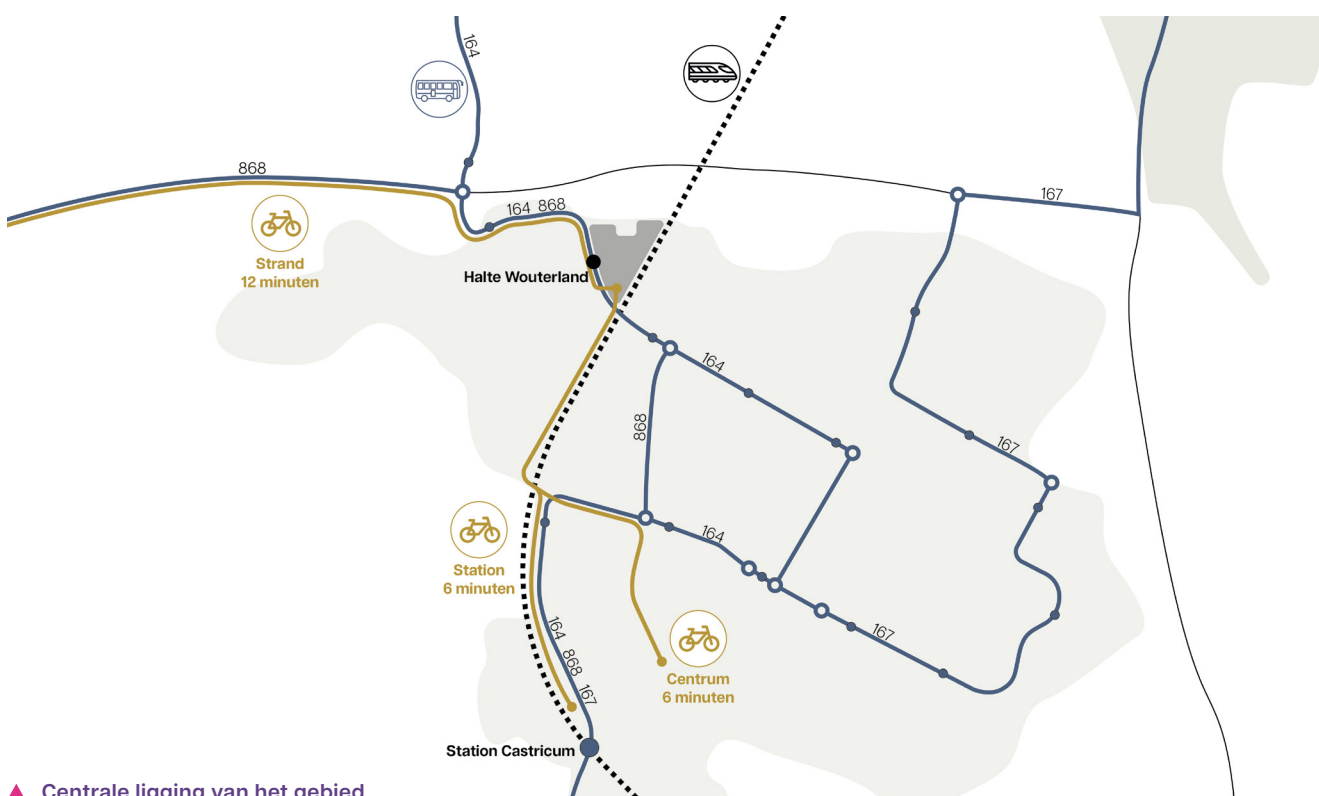 164
868
167
164 868
Strand
12 minuten
Halte Wouterland
164
868
167
Station
6 minuten
164
164
868
167
167
Centrum
6 minuten
Station Castricum
Centrale ligging van het gebied